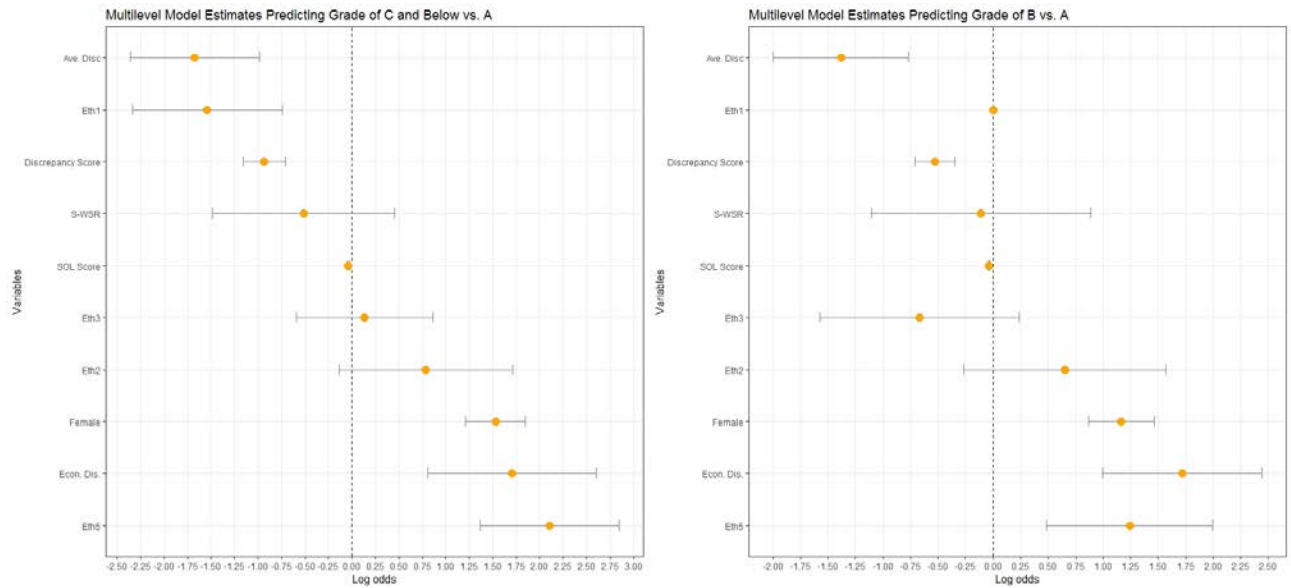 Multilevel Model Estimates Predicting Grade of C and Below vs. A
Variables
Ave. Disc
Eth1
Discrepancy Score
S-WSR
SOL Score
Eth3
Eth2
Female
Econ. Dis.
Eth5
-2.50 -2.25 -2.00 -1.75 -1.50 -1.25 -1.00 -0.75 -0.50 -0.25 0.00 0.25 0.50 0.75 1.00 1.25 1.50 1.75 2.00 2.25 2.50 2.75 3.00
Log odds
Multilevel Model Estimates Predicting Grade of B vs. A
Variables
Ave. Disc
Eth1
Discrepancy Score
S-WSR
SOL Score
Eth3
Eth2
Female
Econ. Dis.
Eth5
-2.00 -1.75 -1.50 -1.25 -1.00 -0.75 -0.50 -0.25 0.00 0.25 0.50 0.75 1.00 1.25 1.50 1.75 2.00 2.25 2.50
Log odds